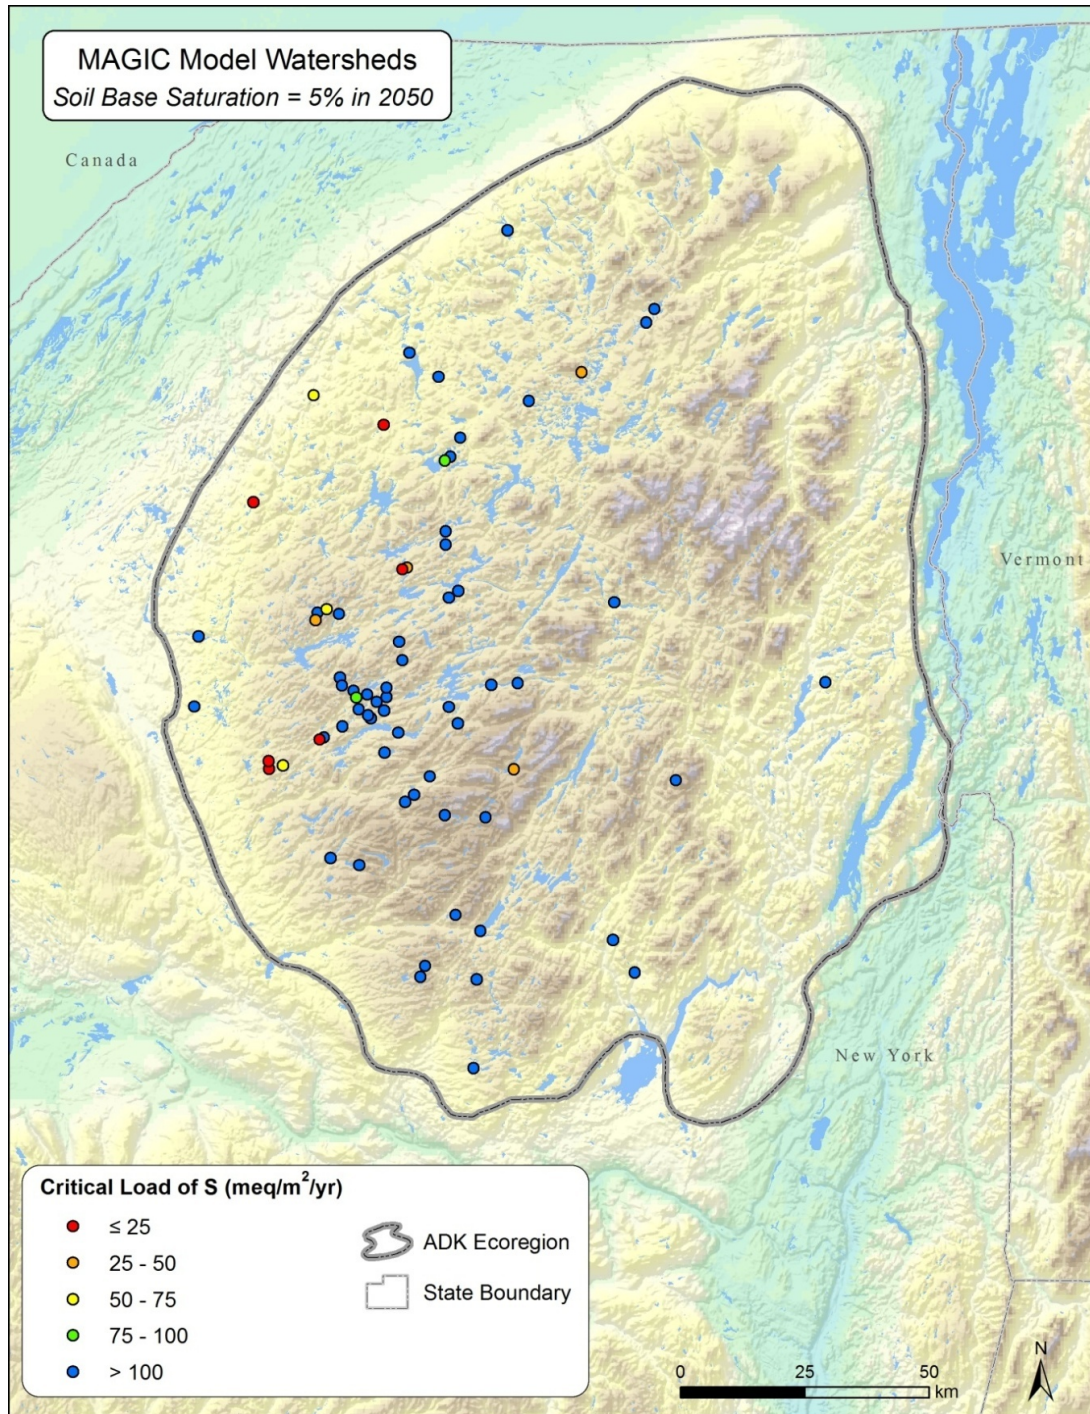 MAGIC Model Watersheds
Soil Base Saturation = 5% in 2050
Canada
Vermont
New York
Critical Load of S (meq/m²/yr)
≤ 25
25 - 50
50 - 75
75 - 100
> 100
ADK Ecoregion
State Boundary
0 25 50
km
N